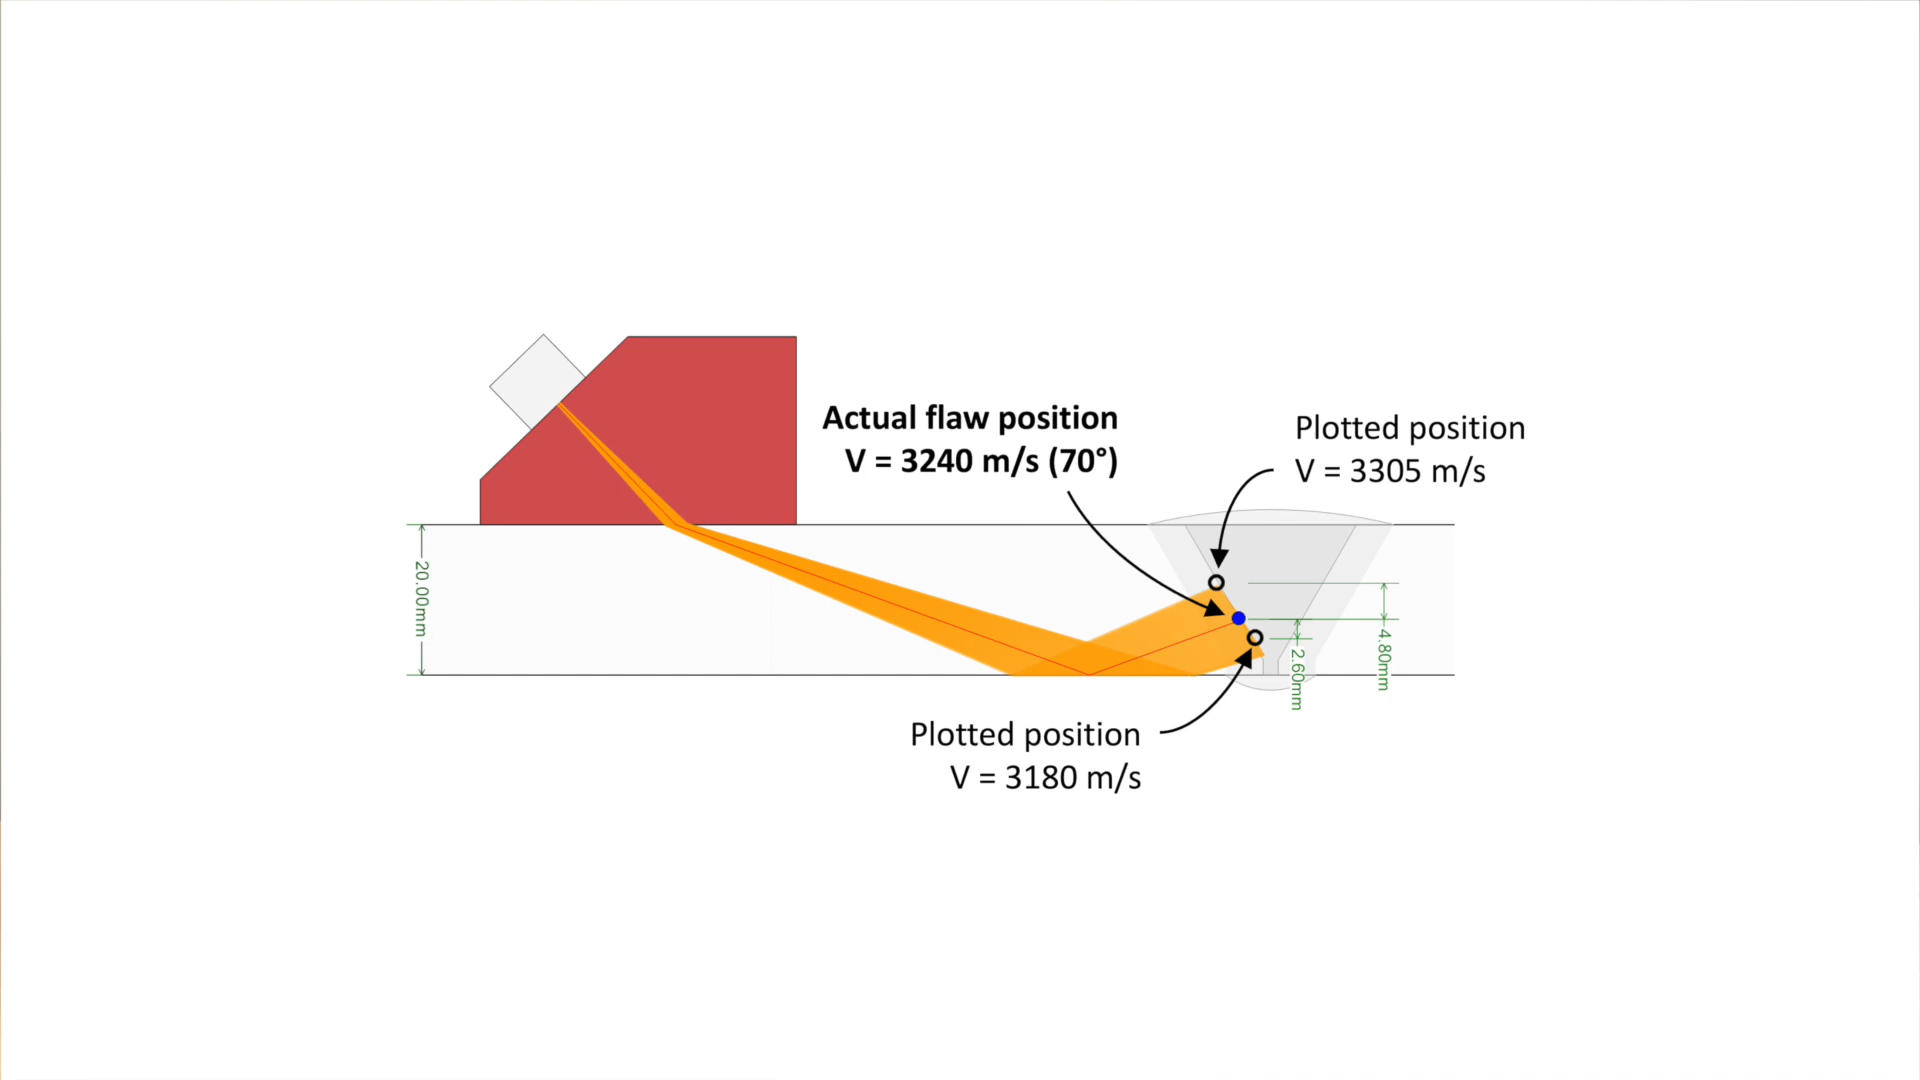 Actual flaw position
V = 3240 m/s (70°)
Plotted position
V = 3305 m/s
20.00mm
4.80mm
2.60mm
Plotted position
V = 3180 m/s